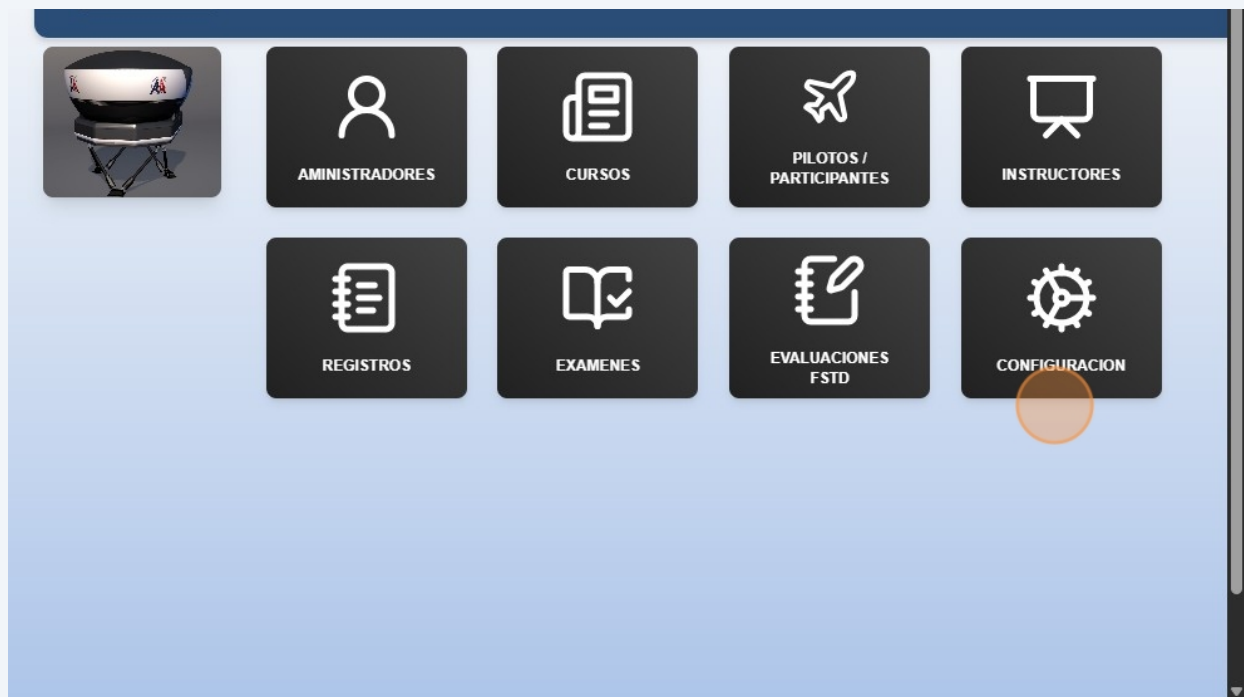 AMINISTRADORES
CURSOS
PILOTOS /
PARTICIPANTES
INSTRUCTORES
REGISTROS
EXAMENES
EVALUACIONES
FSTD
CONFIGURACION